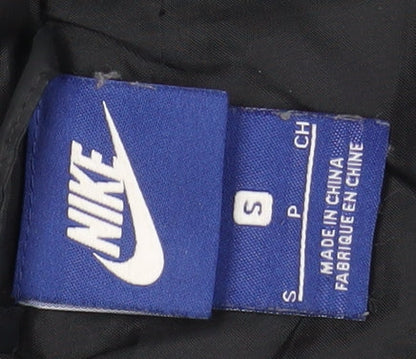 NIKE
S
S P CH
MADE IN CHINA
FABRIQUE EN CHINE